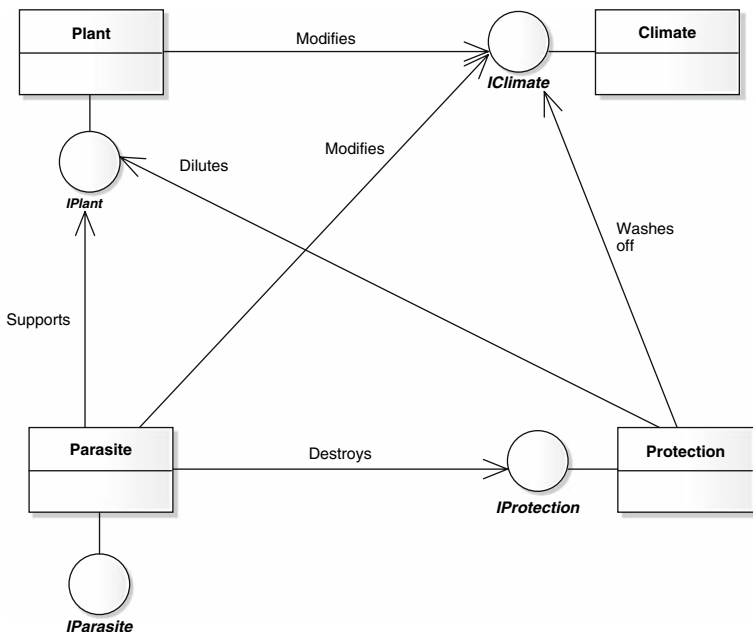 Plant
Modifies
Climate
IClimate
Modifies
Dilutes
IPlant
Washes
off
Supports
Parasite
Destroys
Protection
IProtection
IParasite